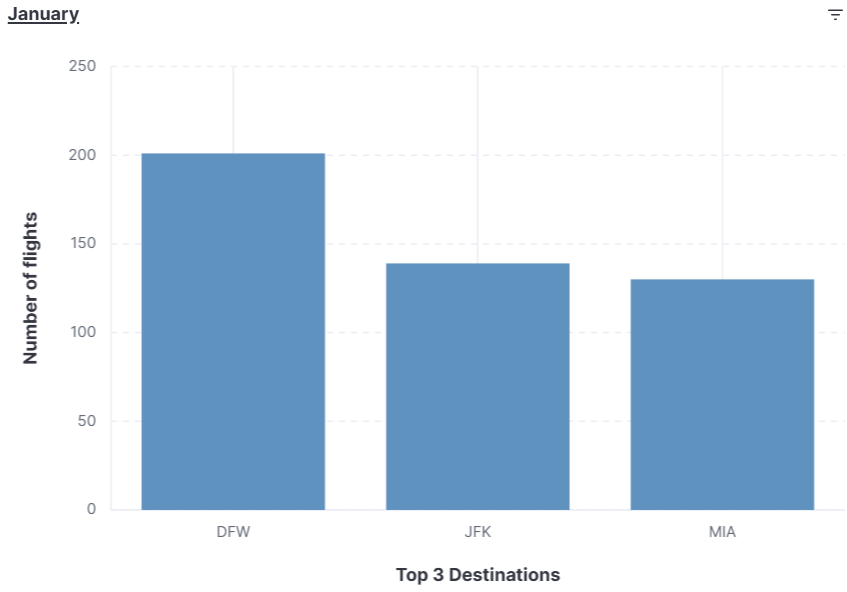 January
250
200
150
100
50
0
Number of flights
DFW JFK MIA
Top 3 Destinations